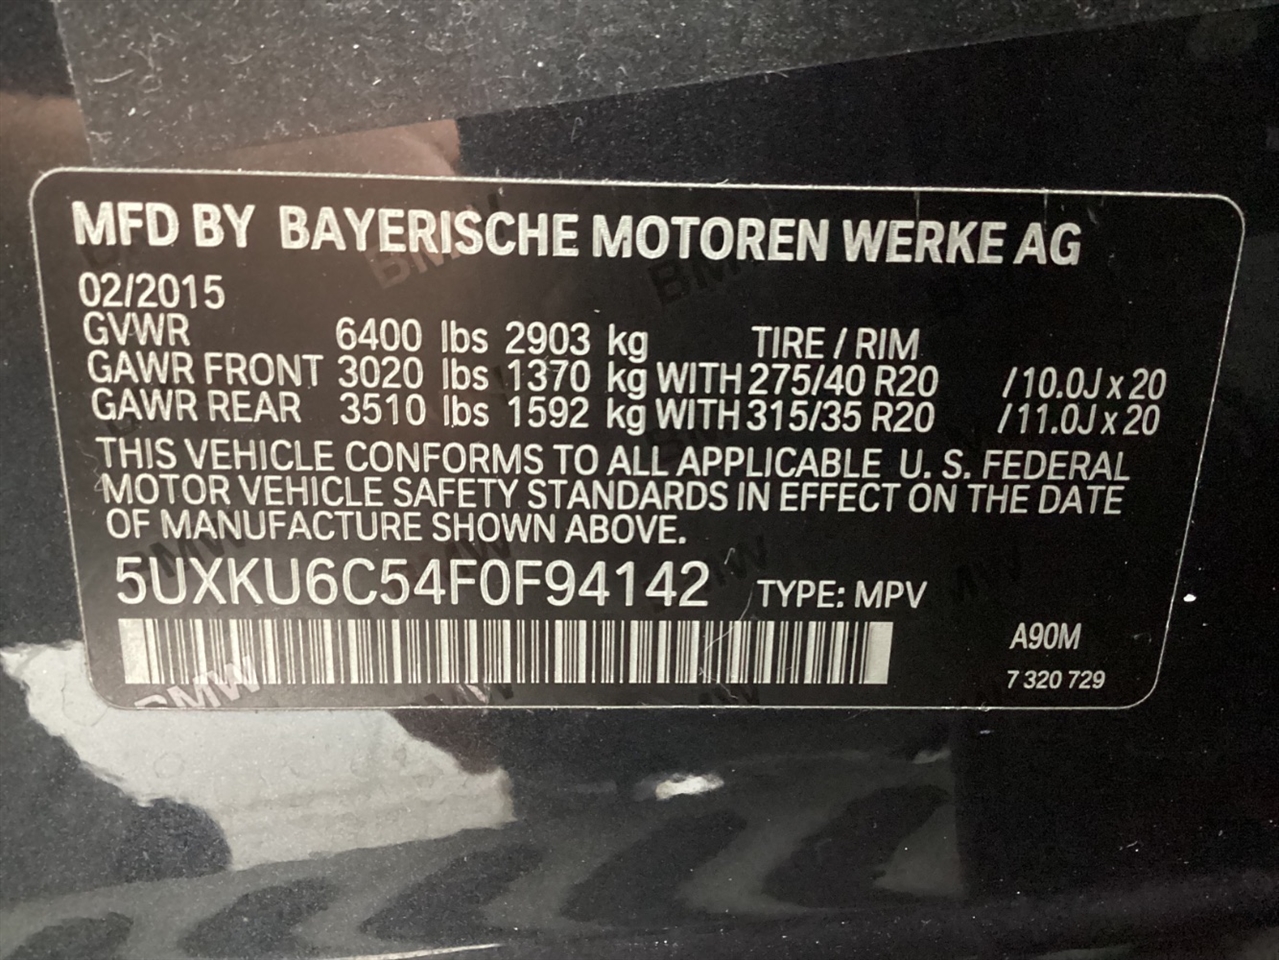 MFD BY BAYERISCHE MOTOREN WERKE AG
02/2015
GVWR 6400 lbs 2903 kg TIRE / RIM
GAWR FRONT 3020 lbs 1370 kg WITH 275/40 R20 /10.0J x 20
GAWR REAR 3510 lbs 1592 kg WITH 315/35 R20 /11.0J x 20
THIS VEHICLE CONFORMS TO ALL APPLICABLE U. S. FEDERAL
MOTOR VEHICLE SAFETY STANDARDS IN EFFECT ON THE DATE
OF MANUFACTURE SHOWN ABOVE.
5UXKU6C54F0F94142 TYPE: MPV
A90M
7 320 729
BMW